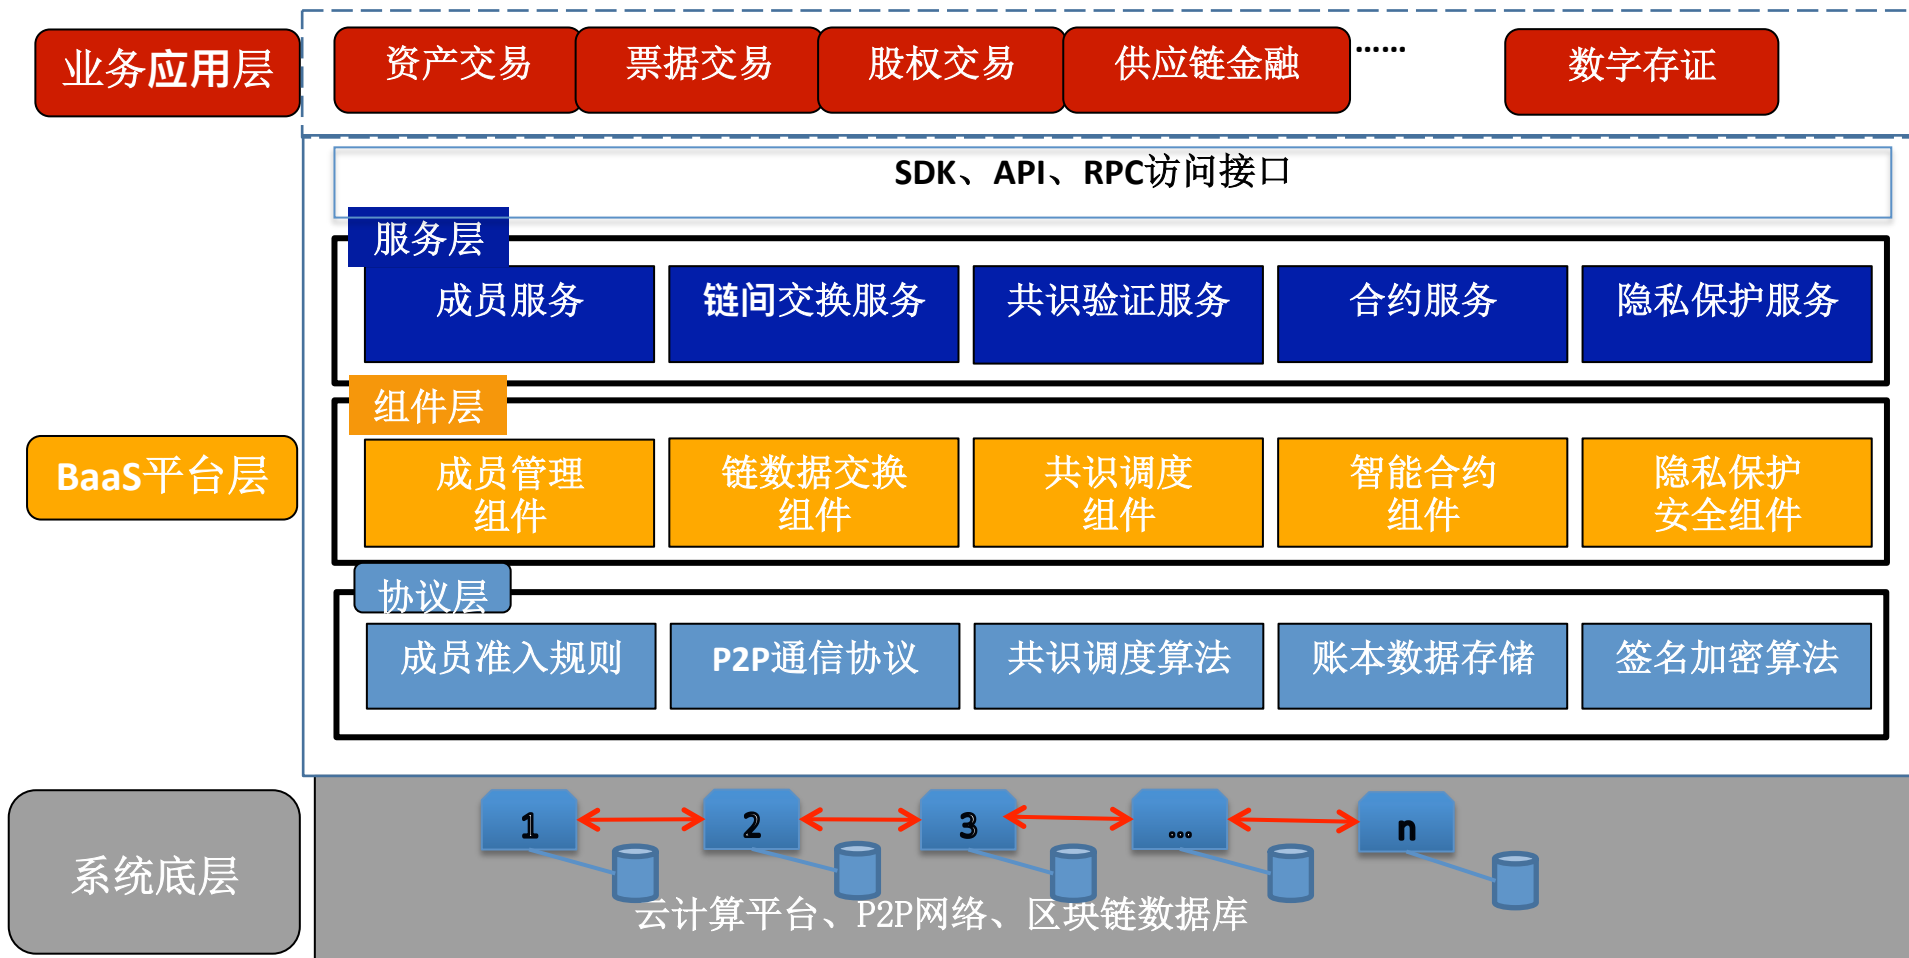 业务应用层
资产交易
票据交易
股权交易
供应链金融
......
数字存证
SDK、API、RPC访问接口
服务层
成员服务
链间交换服务
共识验证服务
合约服务
隐私保护服务
BaaS平台层
组件层
成员管理
组件
链数据交换
组件
共识调度
组件
智能合约
组件
隐私保护
安全组件
协议层
成员准入规则
P2P通信协议
共识调度算法
账本数据存储
签名加密算法
系统底层
1
2
3
...
n
云计算平台、P2P网络、区块链数据库